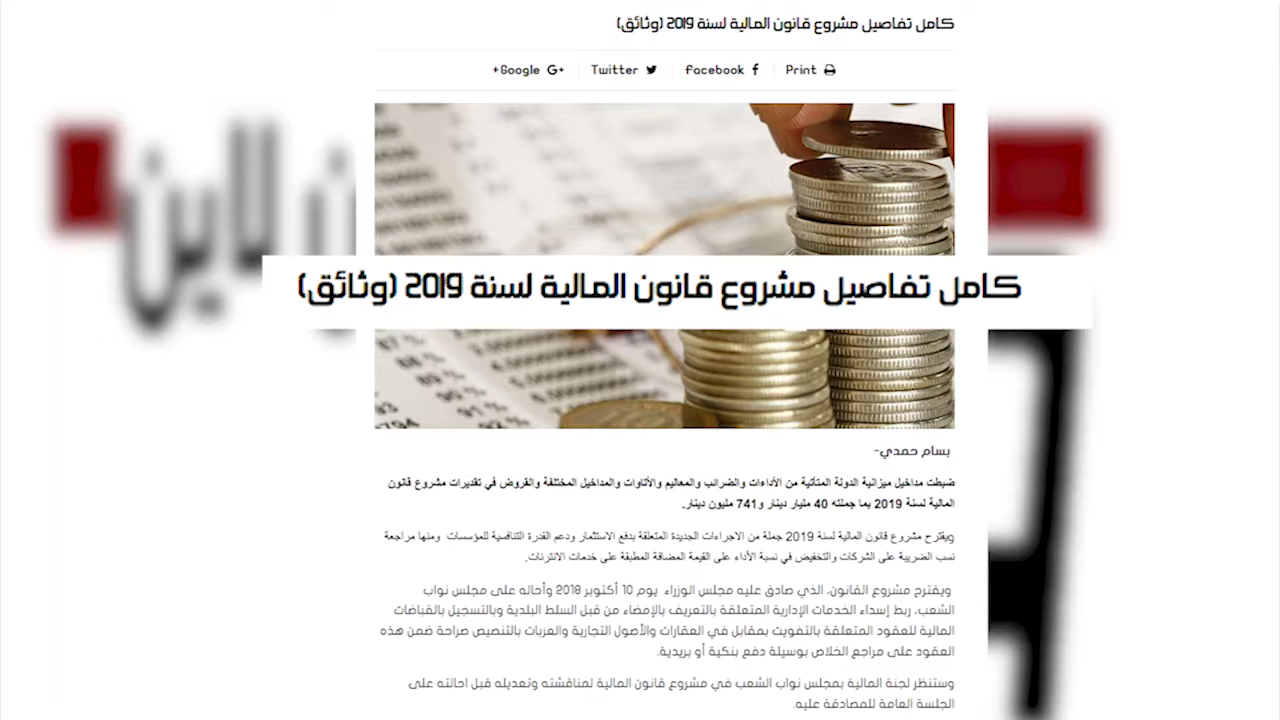 كامل تفاصيل مشروع قانون المالية لسنة 2019 (وثائق)
Print
Facebook
Twitter
Google+
كامل تفاصيل مشروع قانون المالية لسنة 2019 (وثائق)
بسام حمدي-
ضبطت مداخيل ميزانية الدولة المتأتية من الأداءات والضرائب والمعاليم والأتاوات والمداخيل المختلفة والقروض في تقديرات مشروع قانون
المالية لسنة 2019 بما جملته 40 مليار دينار و741 مليون دينار.
ويقترح مشروع قانون المالية لسنة 2019 جملة من الاجراءات الجديدة المتعلقة بدفع الاستثمار ودعم القدرة التنافسية للمؤسسات ومنها مراجعة
نسب الضريبة على الشركات والتخفيض في نسبة الأداء على القيمة المضافة المطبقة على خدمات الانترنات.
ويقترح مشروع القانون، الذي صادق عليه مجلس الوزراء يوم 10 أكتوبر 2018 وأحاله على مجلس نواب
الشعب، ربط إسداء الخدمات الإدارية المتعلقة بالتعريف بالإمضاء من قبل السلط البلدية وبالتسجيل بالقباضات
المالية للعقود المتعلقة بالتفويت بمقابل في العقارات والأصول التجارية والعربات بالتنصيص صراحة ضمن هذه
العقود على مراجع الخلاص بوسيلة دفع بنكية أو بريدية.
وستنظر لجنة المالية بمجلس نواب الشعب في مشروع قانون المالية لمناقشته وتعديله قبل احالته على
الجلسة العامة للمصادقة عليه.